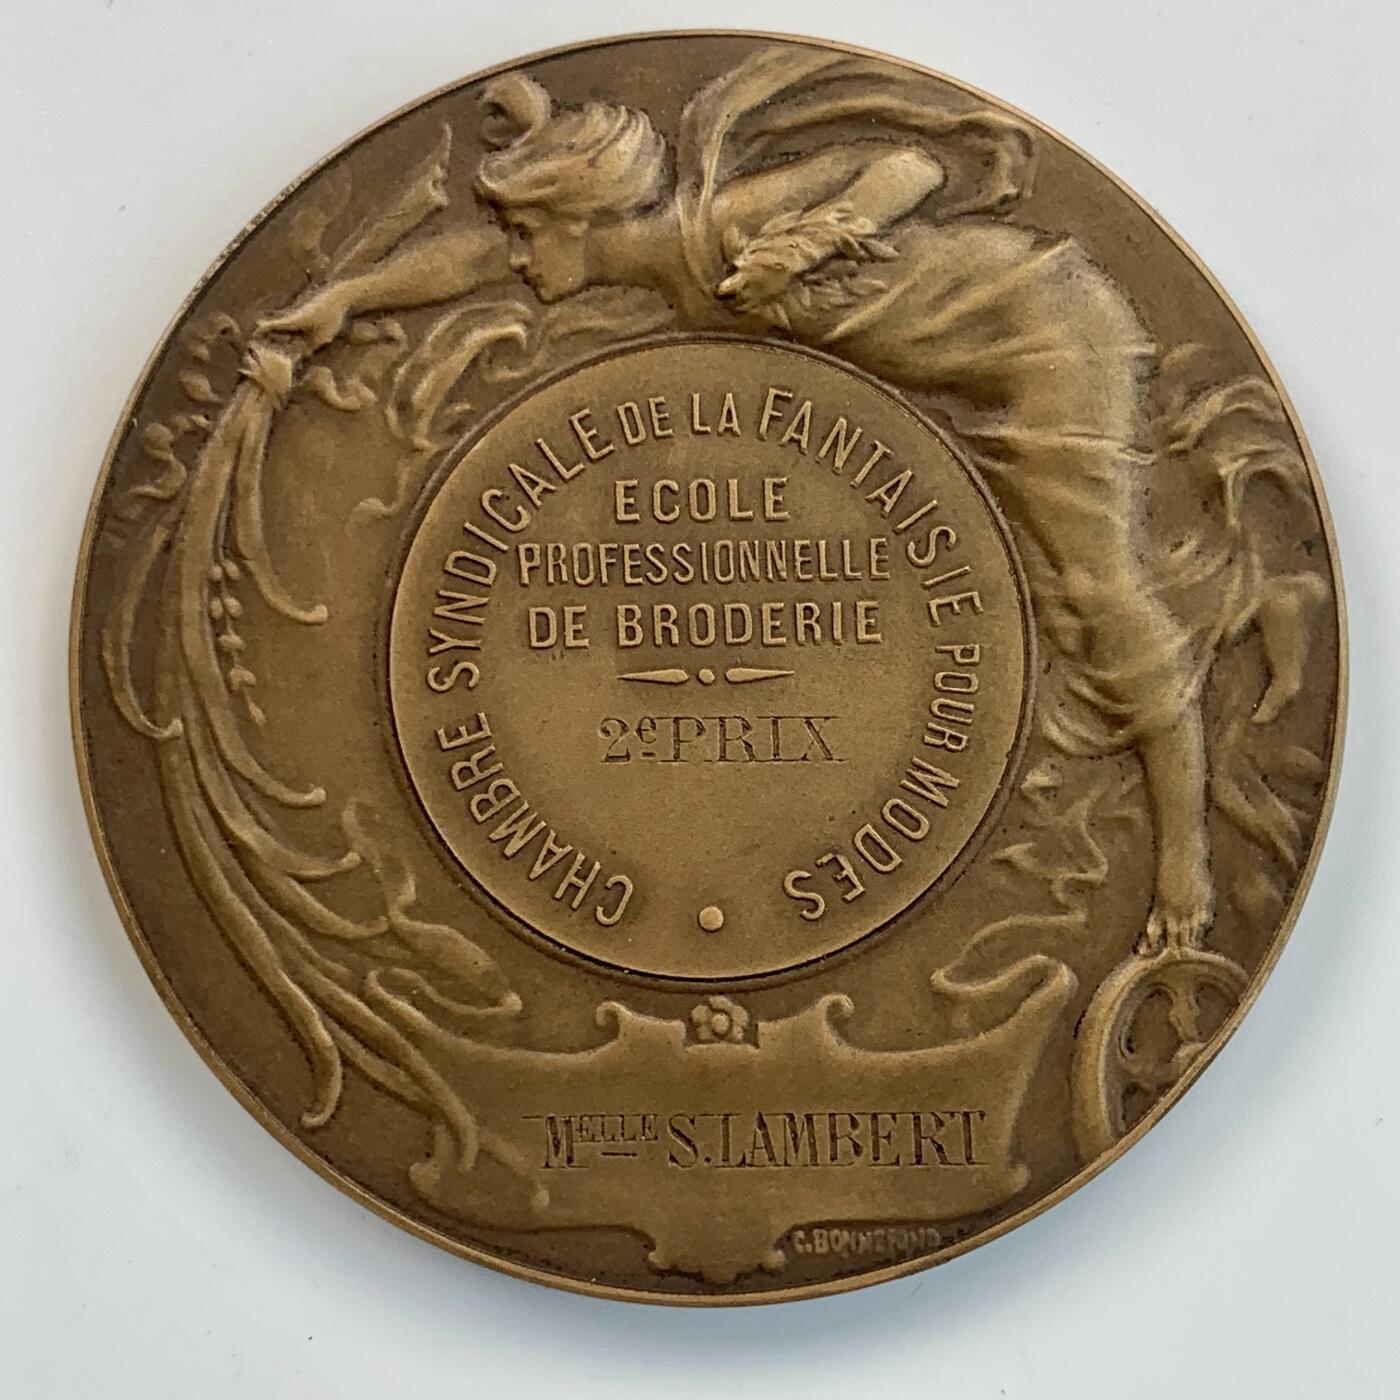 CHAMBRE SYNDICALE DE LA FANTAISIE POUR MODES
ECOLE
PROFESSIONNELLE
DE BRODERIE
2e PRIX
MELLE S. LAMBERT
C. BONNEFOND